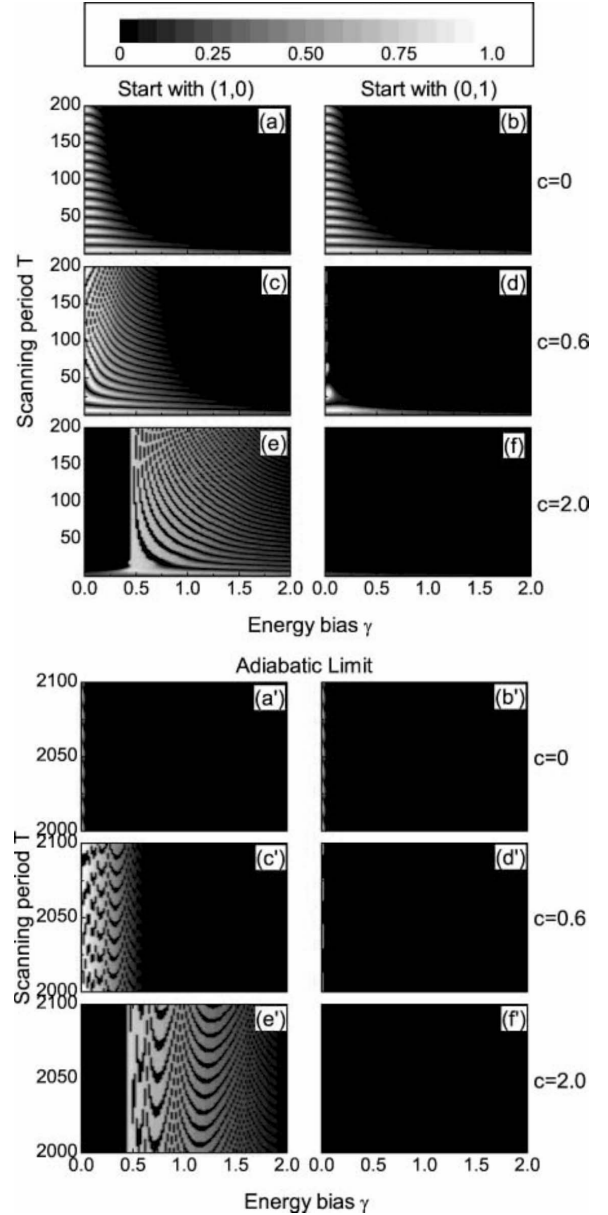 0 0.25 0.50 0.75 1.0
Start with (1,0) Start with (0,1)
200 (a) (b)
150
100 c=0
50
200 (c) (d)
150
100 c=0.6
50
200 (e) (f)
150
100 c=2.0
50
Scanning period T
0.0 0.5 1.0 1.5 2.0 0.0 0.5 1.0 1.5 2.0
Energy bias γ
Adiabatic Limit
2100 (a') (b')
2050 c=0
2000
2100 (c') (d')
2050 c=0.6
2000
2100 (e') (f')
2050 c=2.0
2000
Scanning period T
0.0 0.5 1.0 1.5 2.0 0.0 0.5 1.0 1.5 2.0
Energy bias γ